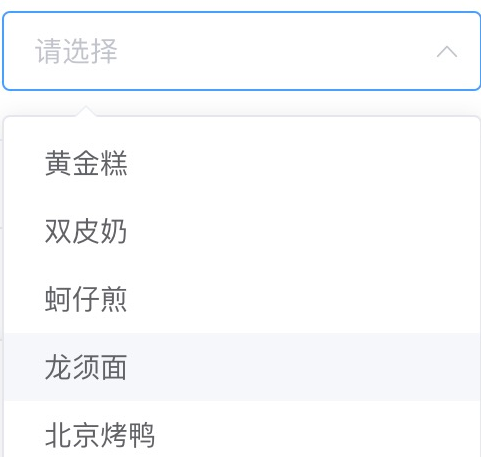 请选择
黄金糕
双皮奶
蚵仔煎
龙须面
北京烤鸭